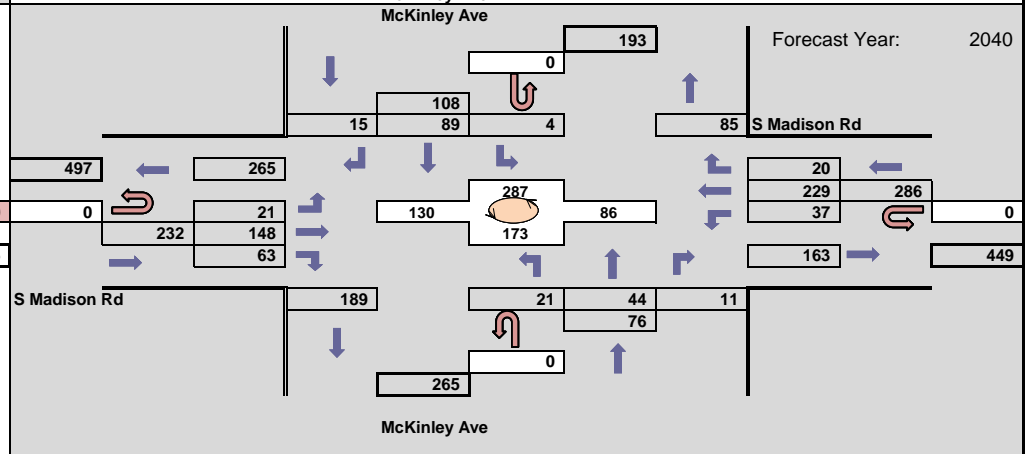 McKinley Ave
193
Forecast Year: 2040
0
108
15 89 4 85 S Madison Rd
497 265 20
287 229 286
0 21 130 86 37 0
232 148 173
63 163 449
S Madison Rd 189 21 44 11
76
0
265
McKinley Ave